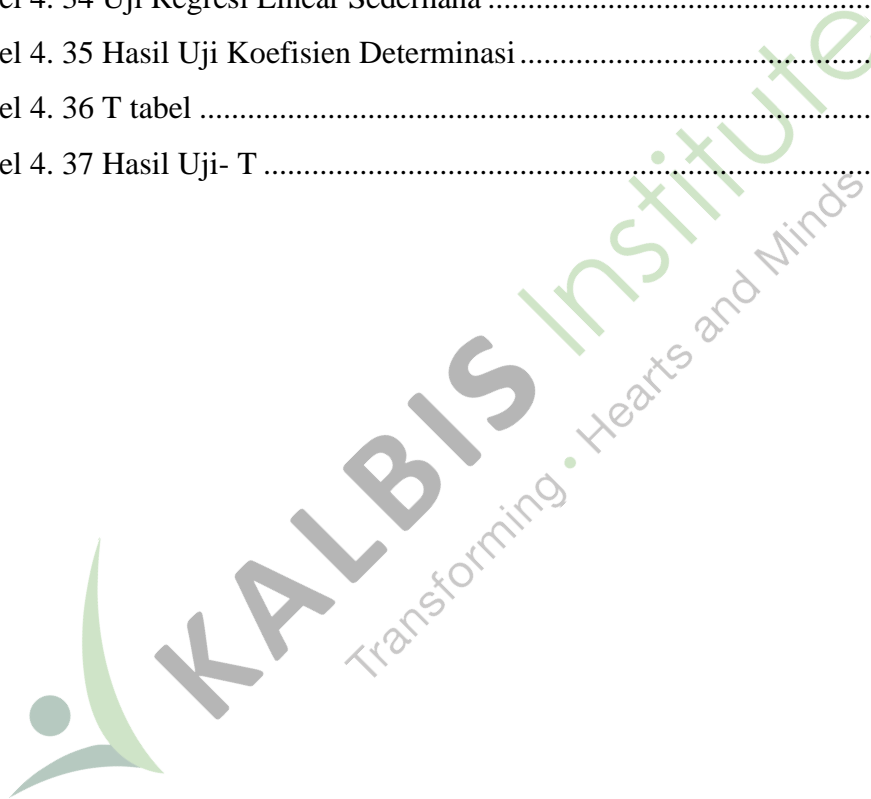 el 4. 34 Uji Regresi Linear Sederhana ................................................
el 4. 35 Hasil Uji Koefisien Determinasi ............................................
el 4. 36 T tabel ....................................................................................
el 4. 37 Hasil Uji- T ............................................................................
KALBIS Institute
Transforming • Hearts and Minds